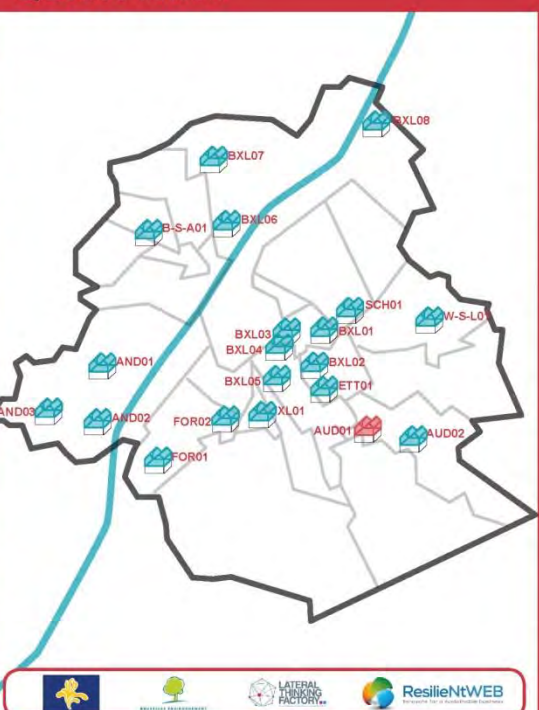 BXL08
BXL07
BXL06
B-S-A01
SCH01
W-S-L01
BXL03
BXL01
BXL04
BXL02
AND01
BXL05
ETT01
AND03
AND02
FOR02
XL01
AUD01
AUD02
FOR01
LATERAL
THINKING
FACTORY
ResilieNtWEB